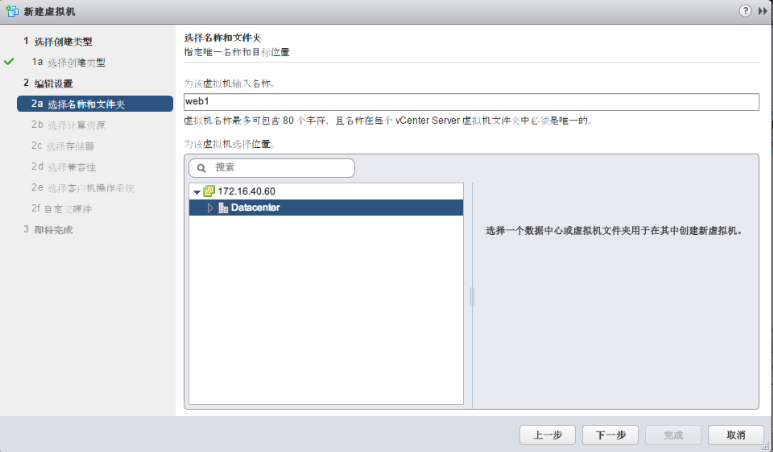 新建虚拟机
?
1 选择创建类型
1a 选择创建类型
2 编辑设置
2a 选择名称和文件夹
2b 选择计算资源
2c 选择存储器
2d 选择兼容性
2e 选择客户机操作系统
2f 自定义硬件
3 即将完成
选择名称和文件夹
指定唯一名称和目标位置
为该虚拟机输入名称。
web1
虚拟机名称最多可包含 80 个字符，且名称在每个 vCenter Server 虚拟机文件夹中必须是唯一的。
为该虚拟机选择位置。
搜索
172.16.40.60
Datacenter
选择一个数据中心或虚拟机文件夹用于在其中创建新虚拟机。
上一步 下一步 完成 取消